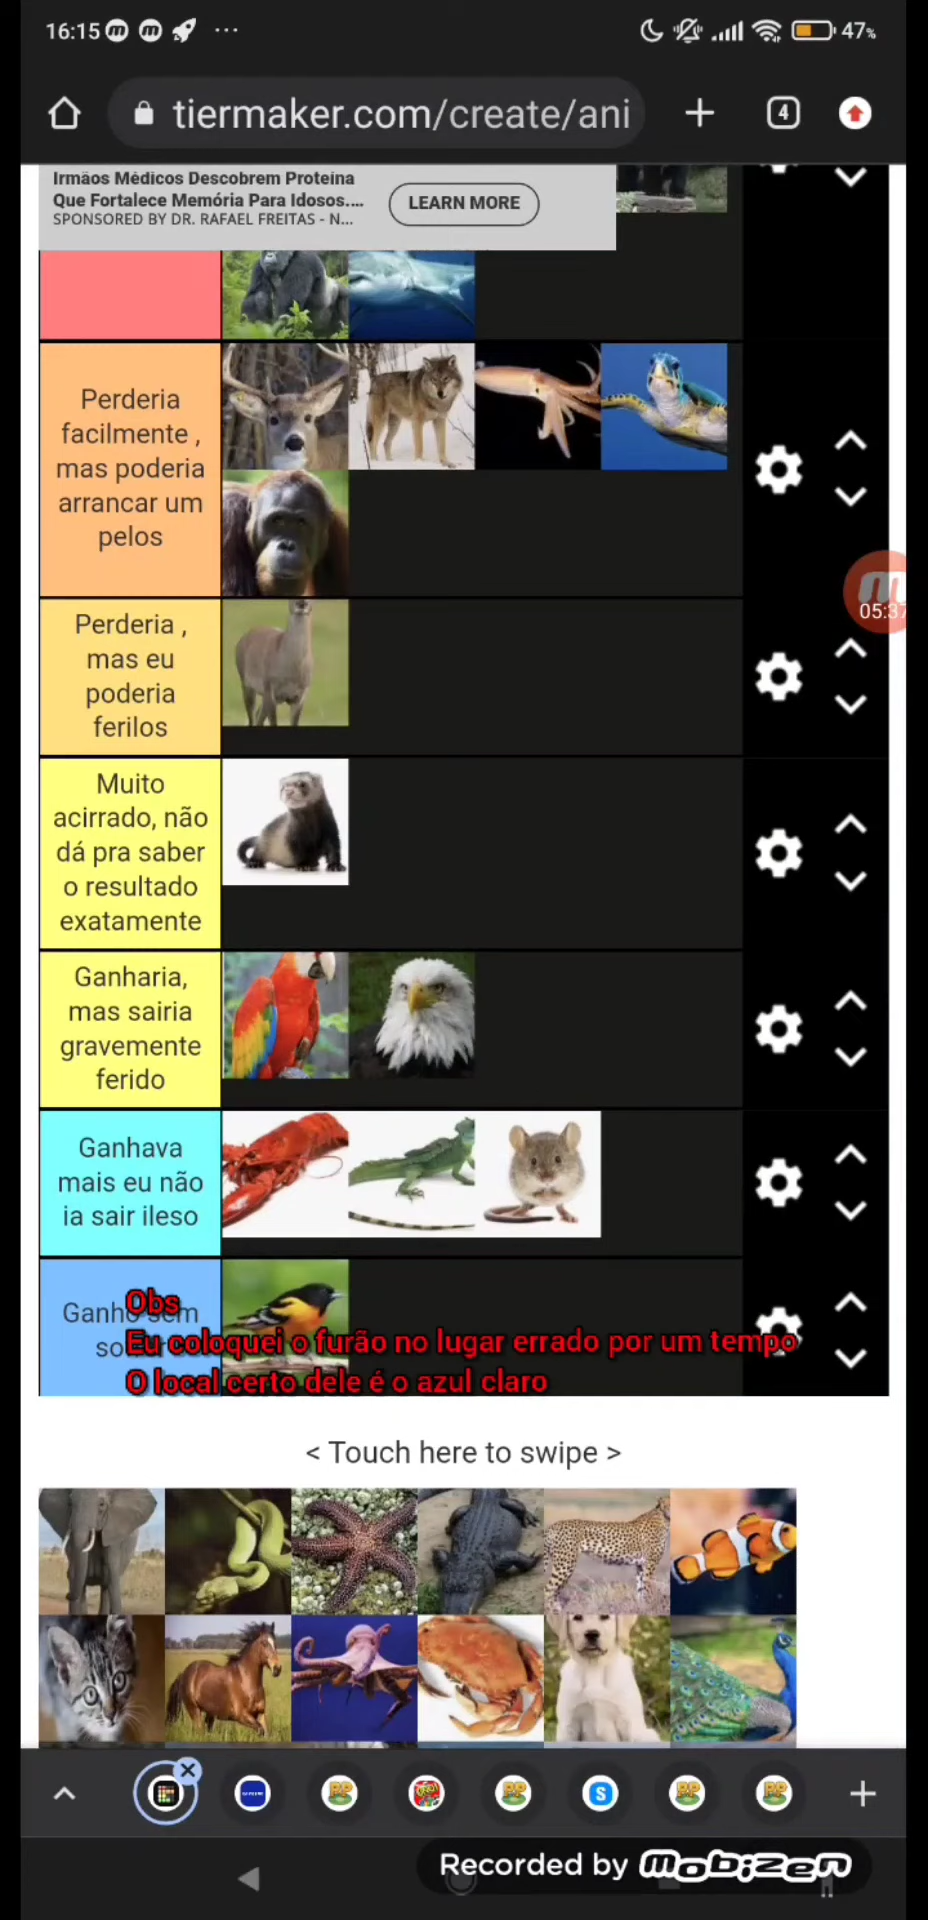 16:15
47%
tiermaker.com/create/ani
4
Irmãos Médicos Descobrem Proteína
Que Fortalece Memória Para Idosos....
SPONSORED BY DR. RAFAEL FREITAS - N...
LEARN MORE
Perderia
facilmente ,
mas poderia
arrancar um
pelos
05:37
Perderia ,
mas eu
poderia
ferilos
Muito
acirrado, não
dá pra saber
o resultado
exatamente
Ganharia,
mas sairia
gravemente
ferido
Ganhava
mais eu não
ia sair ileso
Ganho sem
Obs
Eu coloquei o furão no lugar errado por um tempo
O local certo dele é o azul claro
< Touch here to swipe >
Recorded by mobizen